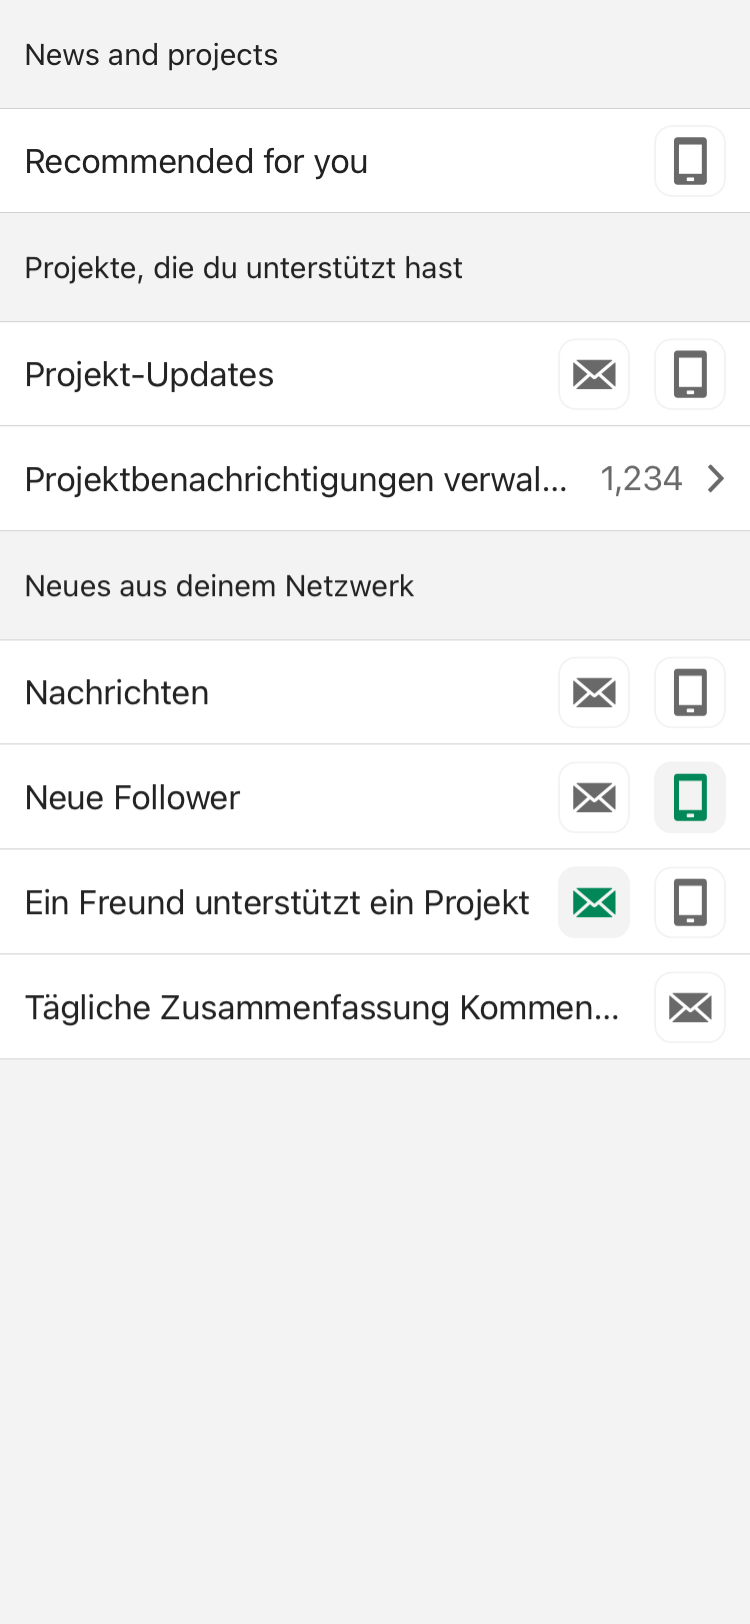 News and projects
Recommended for you
Projekte, die du unterstützt hast
Projekt-Updates
Projektbenachrichtigungen verwal... 1,234
Neues aus deinem Netzwerk
Nachrichten
Neue Follower
Ein Freund unterstützt ein Projekt
Tägliche Zusammenfassung Kommen...